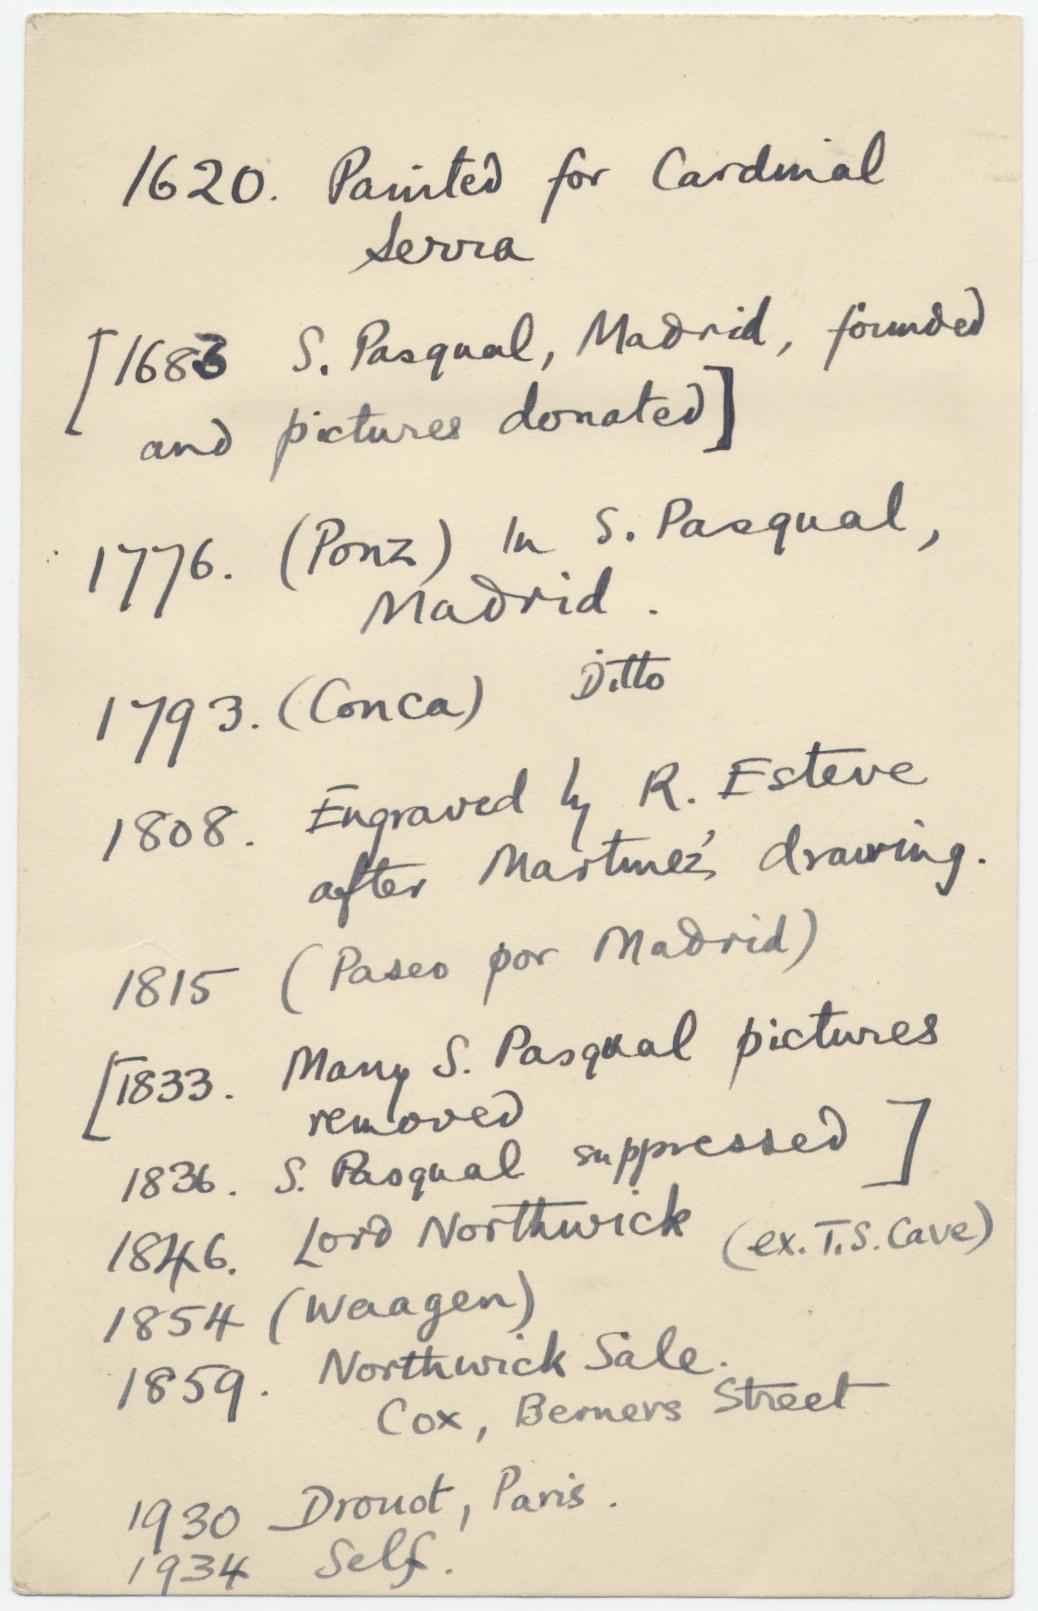 1620. Painted for Cardinal
Serra
[1683 S. Pasqual, Madrid, founded
and pictures donated]
1776. (Ponz) In S. Pasqual,
Madrid.
1793. (Conca) Ditto
1808. Engraved by R. Esteve
after Martinez's drawing.
1815 (Paseo por Madrid)
[1833. Many S. Pasqual pictures
removed
1836. S. Pasqual suppressed]
1846. Lord Northwick (ex. T.S. Cave)
1854 (Waagen)
1859. Northwick Sale.
Cox, Berners Street
1930 Drouot, Paris.
1934 Self.